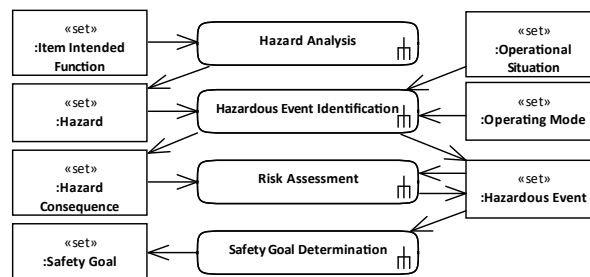 «set»
:Item Intended
Function
Hazard Analysis
«set»
:Operational
Situation
«set»
:Hazard
Hazardous Event Identification
«set»
:Operating Mode
«set»
:Hazard
Consequence
Risk Assessment
«set»
:Hazardous Event
«set»
:Safety Goal
Safety Goal Determination